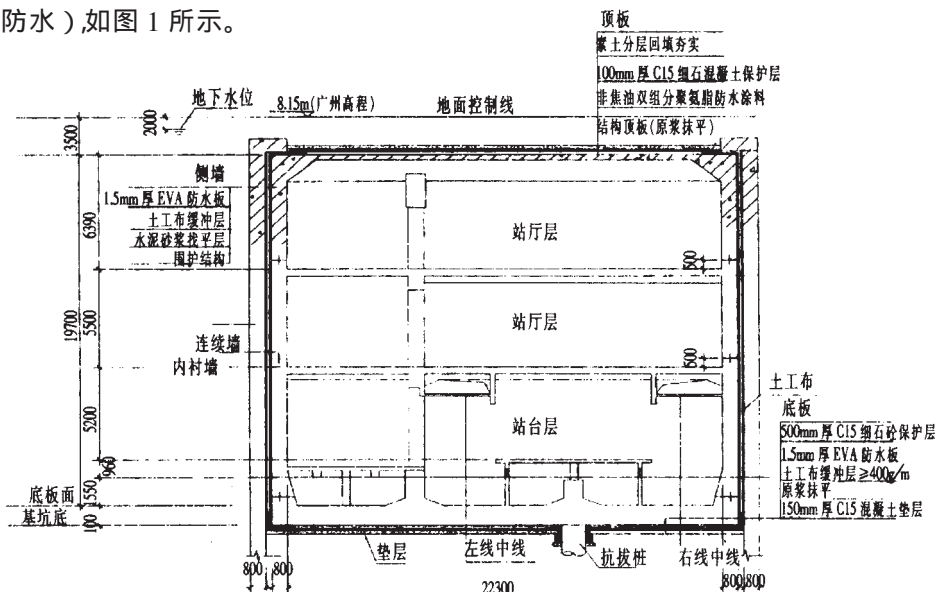 防水),如图 1 所示。
顶板
素土分层回填夯实
100mm 厚 C15 细石混凝土保护层
非焦油双组分聚氨脂防水涂料
结构顶板(原浆抹平)
地下水位
8.15m(广州高程)
地面控制线
2000
3500
侧墙
1.5mm 厚 EVA 防水板
土工布缓冲层
水泥砂浆找平层
围护结构
6390
站厅层
500
19700
5500
站厅层
连续墙
内衬墙
500
土工布
底板
500mm 厚 C15 细石砼保护层
1.5mm 厚 EVA 防水板
土工布缓冲层≥400g/m
原浆抹平
150mm 厚 C15 混凝土垫层
5200
站台层
960
1550
底板面
基坑底
100
垫层
左线中线
抗拔桩
右线中线
800
800
22300
800
800